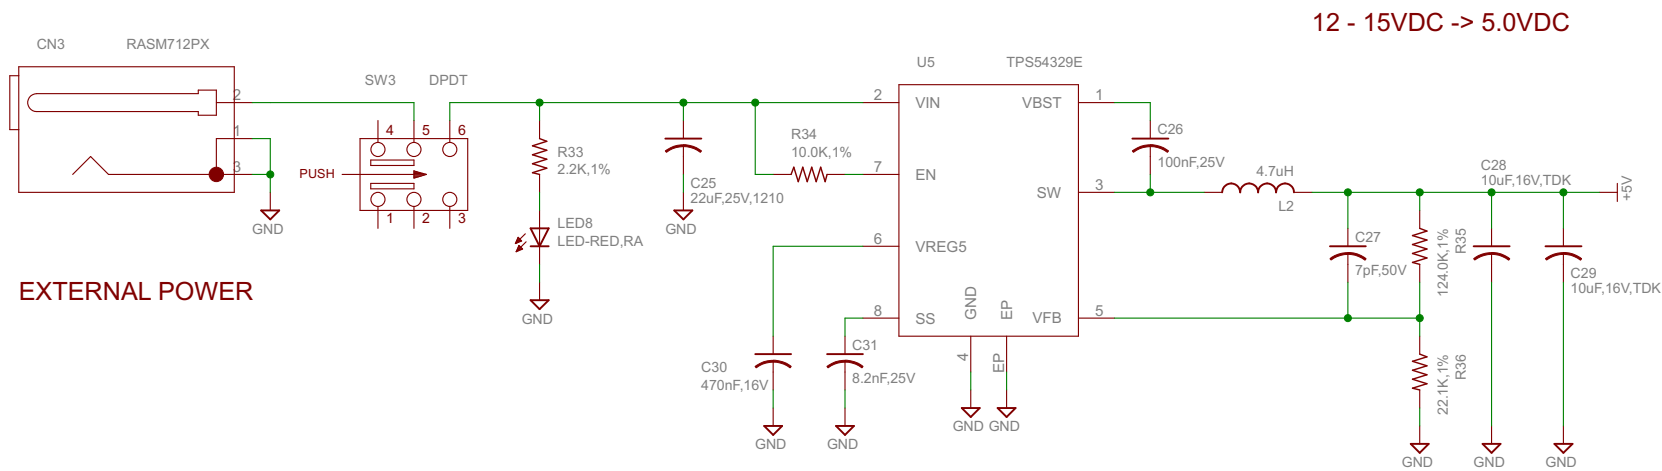 12 - 15VDC -> 5.0VDC
CN3
RASM712PX
2
1
3
GND
EXTERNAL POWER
SW3
DPDT
4
5
6
PUSH
1
2
3
R33
2.2K,1%
LED8
LED-RED,RA
GND
C25
22uF,25V,1210
GND
R34
10.0K,1%
C30
470nF,16V
GND
C31
8.2nF,25V
GND
U5
TPS54329E
2
VIN
7
EN
6
VREG5
8
SS
VBST
1
SW
3
VFB
5
GND
4
EP
EP
GND
GND
C26
100nF,25V
4.7uH
L2
C27
7pF,50V
124.0K,1%
R35
22.1K,1%
R36
GND
C28
10uF,16V,TDK
GND
C29
10uF,16V,TDK
GND
+5V